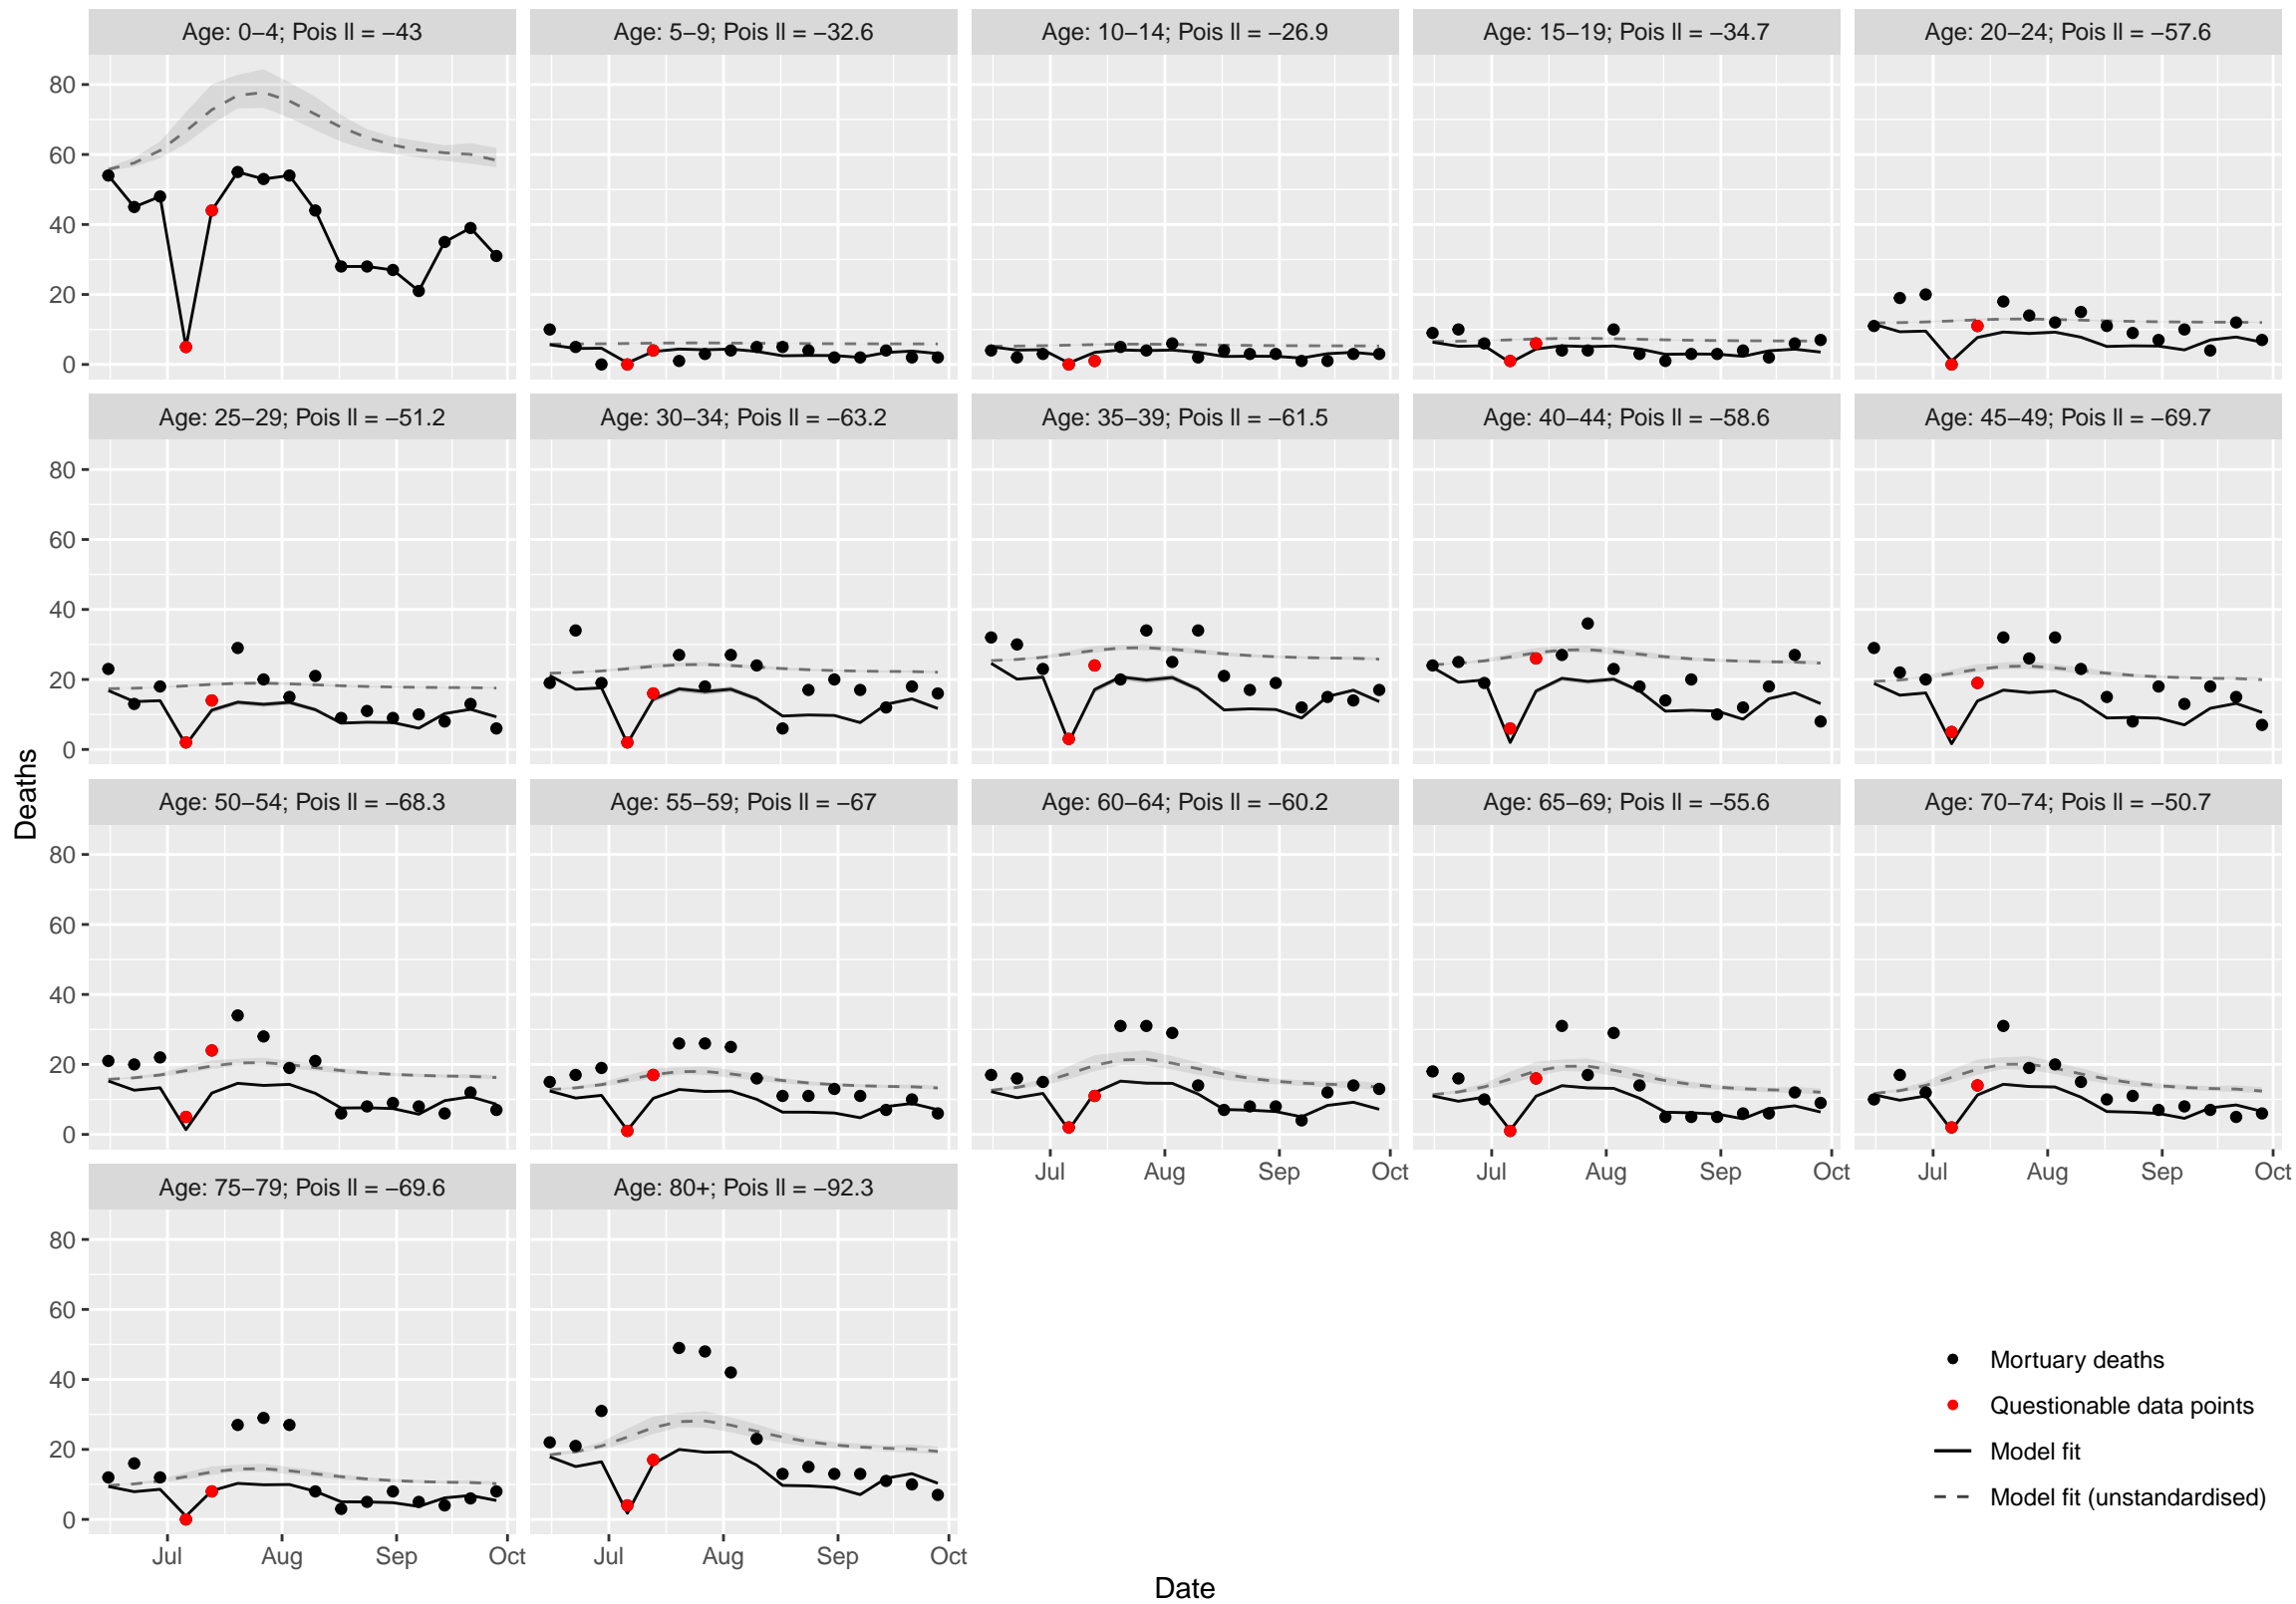 Age: 0−4; Pois ll = −43
Age: 5−9; Pois ll = −32.6
Age: 10−14; Pois ll = −26.9
Age: 15−19; Pois ll = −34.7
Age: 20−24; Pois ll = −57.6
80
60
40
20
0
Age: 25−29; Pois ll = −51.2
Age: 30−34; Pois ll = −63.2
Age: 35−39; Pois ll = −61.5
Age: 40−44; Pois ll = −58.6
Age: 45−49; Pois ll = −69.7
80
60
40
20
0
Deaths
Age: 50−54; Pois ll = −68.3
Age: 55−59; Pois ll = −67
Age: 60−64; Pois ll = −60.2
Age: 65−69; Pois ll = −55.6
Age: 70−74; Pois ll = −50.7
80
60
40
20
0
Jul Aug Sep Oct
Jul Aug Sep Oct
Jul Aug Sep Oct
Age: 75−79; Pois ll = −69.6
Age: 80+; Pois ll = −92.3
80
60
40
20
0
Jul Aug Sep Oct
Jul Aug Sep Oct
Mortuary deaths
Questionable data points
Model fit
Model fit (unstandardised)
Date